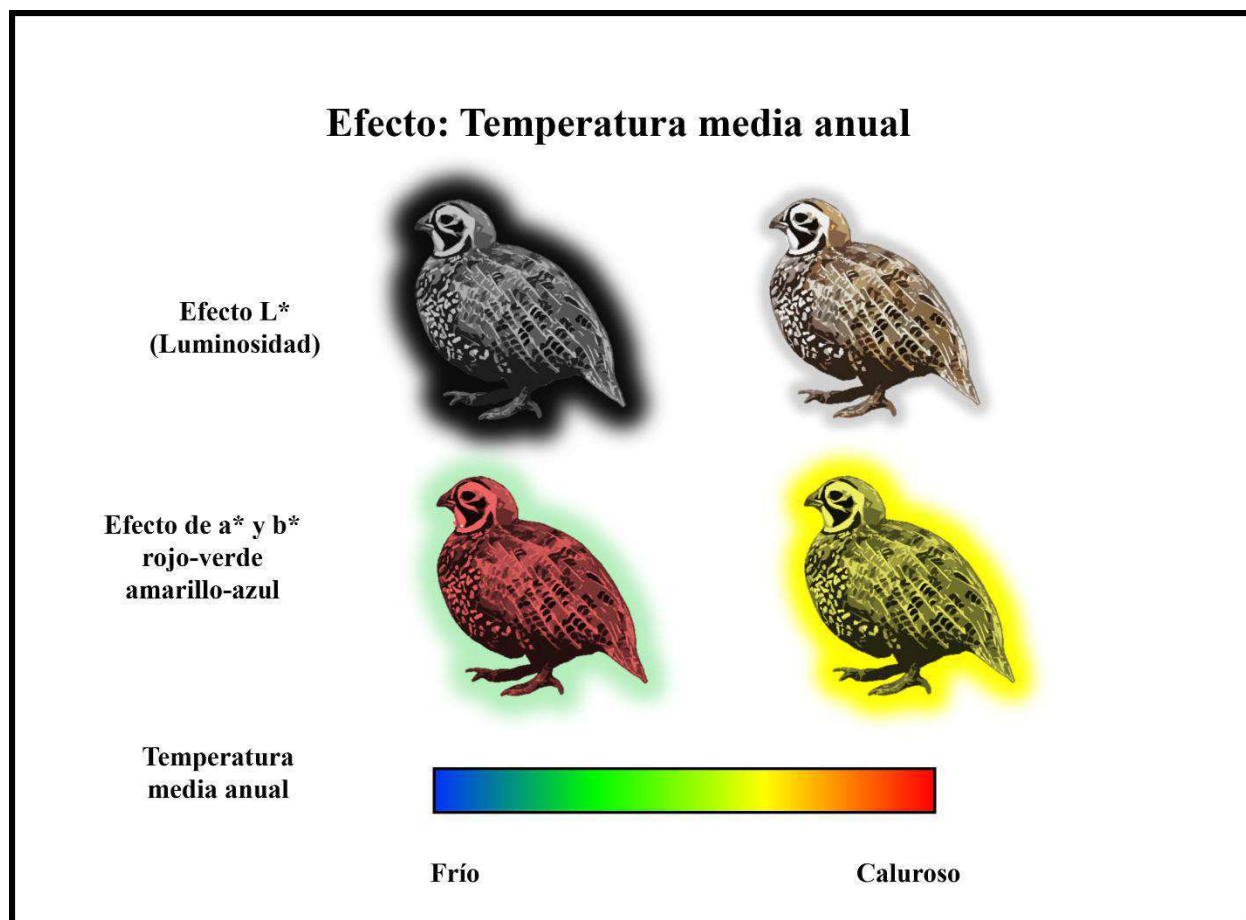 Efecto: Temperatura media anual
Efecto L*
(Luminosidad)
Efecto de a* y b*
rojo-verde
amarillo-azul
Temperatura
media anual
Frío
Caluroso